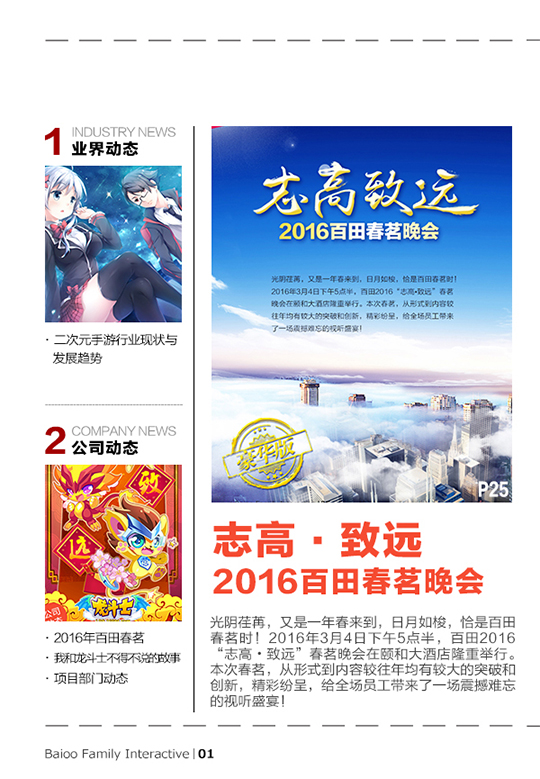 1
INDUSTRY NEWS
业界动态
· 二次元手游行业现状与
发展趋势
2
COMPANY NEWS
公司动态
致
远
公司
龙斗士
· 2016年百田春茗
· 我和龙斗士不得不说的故事
· 项目部门动态
志高致远
2016百田春茗晚会
光阴荏苒，又是一年春来到，日月如梭，恰是百田春茗时！
2016年3月4日下午5点半，百田2016“志高·致远”春茗
晚会在颐和大酒店隆重举行。本次春茗，从形式到内容较
往年均有较大的突破和创新，精彩纷呈，给全场员工带来
了一场震撼难忘的视听盛宴！
豪华版
P25
志高·致远
2016百田春茗晚会
光阴荏苒，又是一年春来到，日月如梭，恰是百田
春茗时！2016年3月4日下午5点半，百田2016
“志高·致远”春茗晚会在颐和大酒店隆重举行。
本次春茗，从形式到内容较往年均有较大的突破和
创新，精彩纷呈，给全场员工带来了一场震撼难忘
的视听盛宴！
Baioo Family Interactive | 01